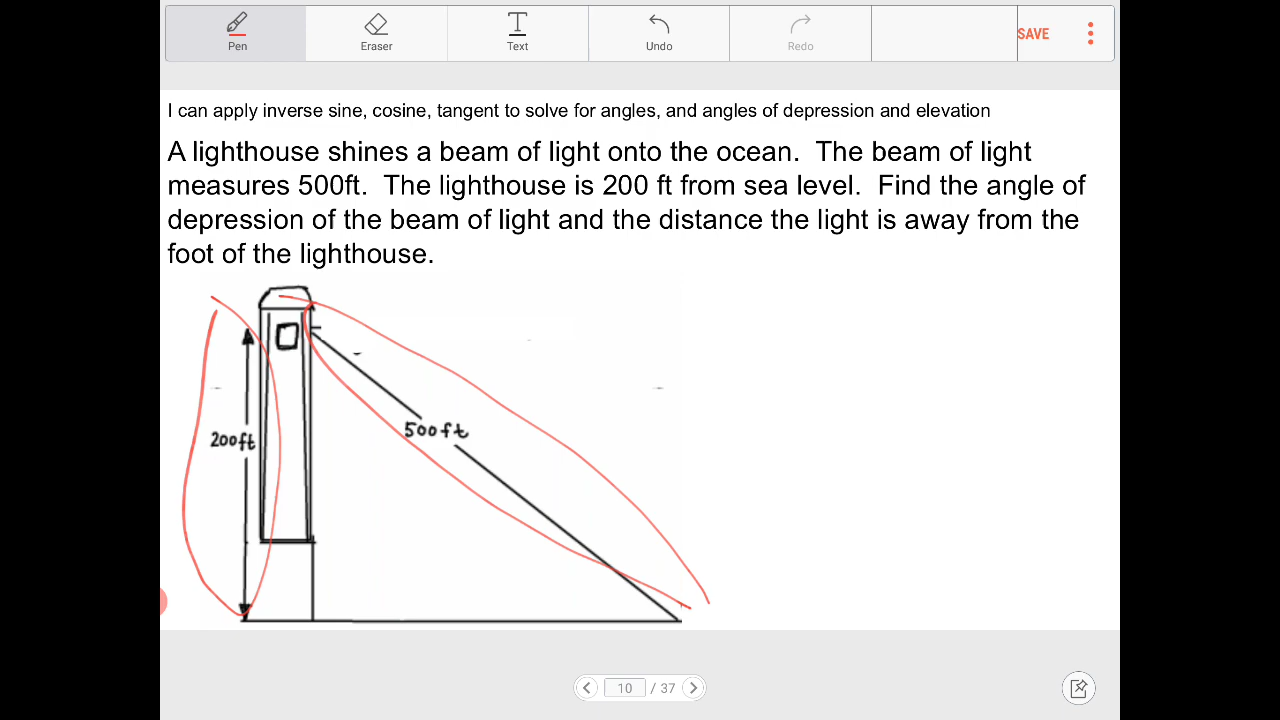 Pen Eraser Text Undo Redo SAVE
I can apply inverse sine, cosine, tangent to solve for angles, and angles of depression and elevation
A lighthouse shines a beam of light onto the ocean.  The beam of light
measures 500ft.  The lighthouse is 200 ft from sea level.  Find the angle of
depression of the beam of light and the distance the light is away from the
foot of the lighthouse.
500ft
200ft
10 / 37